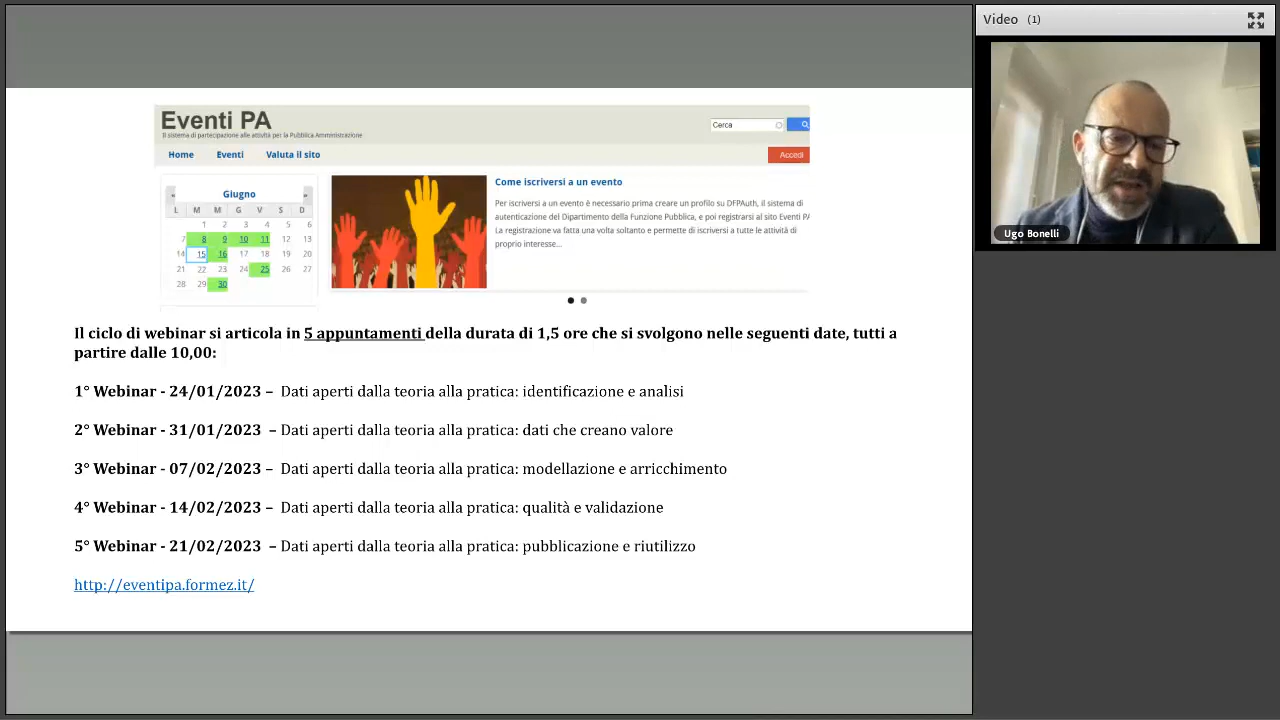 Video (1)
Ugo Bonelli
Eventi PA
Il sistema di partecipazione alle attività per la Pubblica Amministrazione
Cerca
Home Eventi Valuta il sito
Accedi
« Giugno »
L M M G V S D
1 2 3 4 5 6
7 8 9 10 11 12 13
14 15 16 17 18 19 20
21 22 23 24 25 26 27
28 29 30
Come iscriversi a un evento
Per iscriversi a un evento è necessario prima creare un profilo su DFPAuth, il sistema di
autenticazione del Dipartimento della Funzione Pubblica, e poi registrarsi al sito Eventi PA
La registrazione va fatta una volta soltanto e permette di iscriversi a tutte le attività di
proprio interesse...
Il ciclo di webinar si articola in 5 appuntamenti della durata di 1,5 ore che si svolgono nelle seguenti date, tutti a
partire dalle 10,00:
1° Webinar - 24/01/2023 – Dati aperti dalla teoria alla pratica: identificazione e analisi
2° Webinar - 31/01/2023 – Dati aperti dalla teoria alla pratica: dati che creano valore
3° Webinar - 07/02/2023 – Dati aperti dalla teoria alla pratica: modellazione e arricchimento
4° Webinar - 14/02/2023 – Dati aperti dalla teoria alla pratica: qualità e validazione
5° Webinar - 21/02/2023 – Dati aperti dalla teoria alla pratica: pubblicazione e riutilizzo
http://eventipa.formez.it/